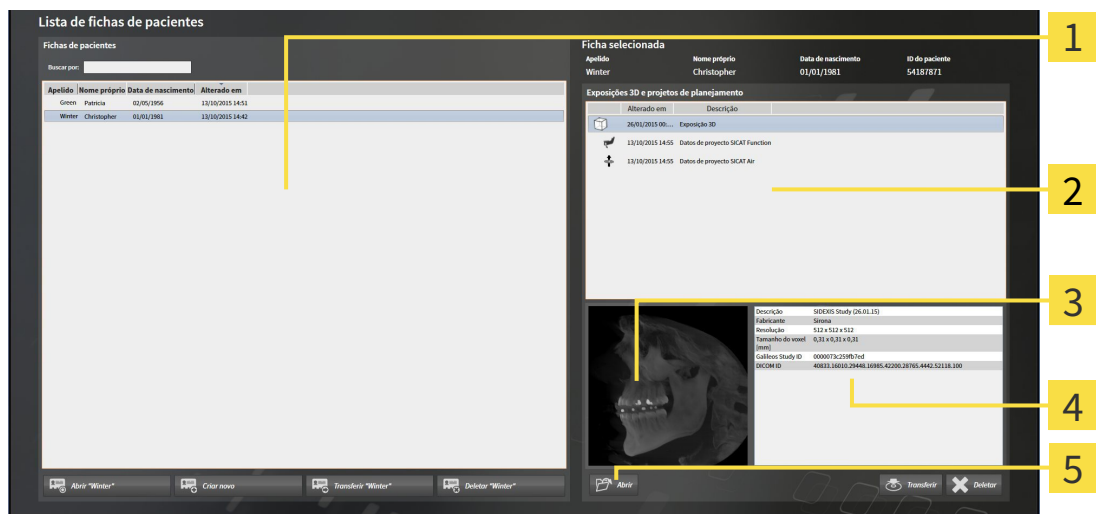 Lista de fichas de pacientes
Fichas de pacientes
Buscar por:
Apelido Nome próprio Data de nascimento Alterado em
Green Patricia 02/05/1956 13/10/2015 14:51
Winter Christopher 01/01/1981 13/10/2015 14:42
Abrir "Winter" Criar novo Transferir "Winter" Deletar "Winter"
Ficha selecionada
Apelido Nome próprio Data de nascimento ID do paciente
Winter Christopher 01/01/1981 54187871
Exposições 3D e projetos de planejamento
Alterado em Descrição
26/01/2015 00:... Exposição 3D
13/10/2015 14:55 Datos de proyecto SICAT Function
13/10/2015 14:55 Datos de proyecto SICAT Air
Descrição SIDEXIS Study (26.01.15)
Fabricante Sirona
Resolução 512 x 512 x 512
Tamanho do voxel 0,31 x 0,31 x 0,31
[mm]
Galileos Study ID 0000073c259fb7ed
DICOM ID 40833.16010.29448.16985.42200.28765.4442.52118.100
Abrir Transferir Deletar
1
2
3
4
5